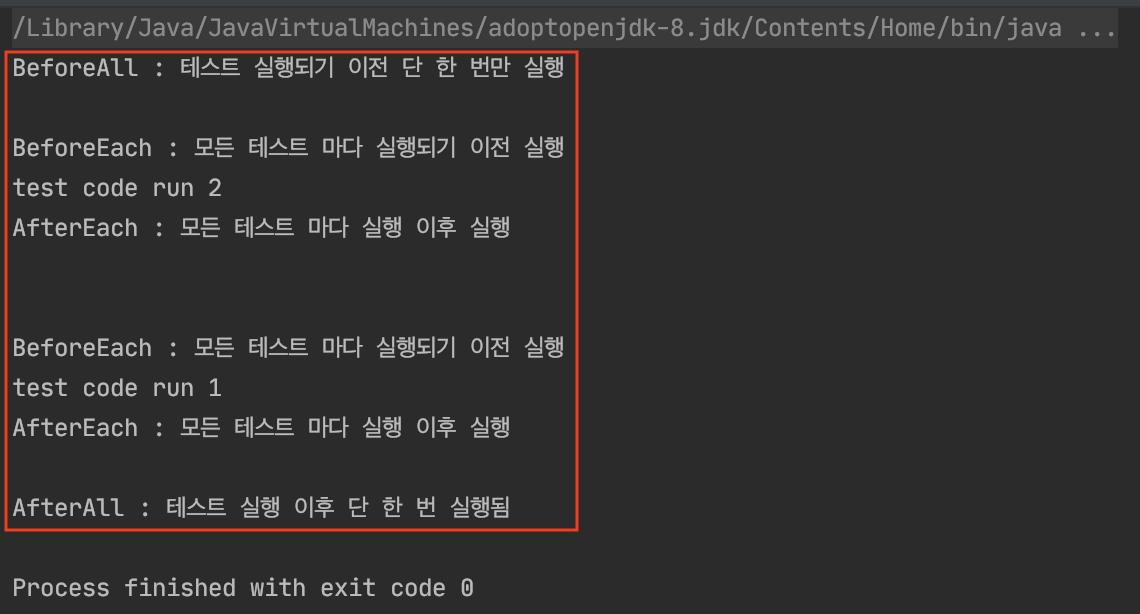 /Library/Java/JavaVirtualMachines/adoptopenjdk-8.jdk/Contents/Home/bin/java ...
BeforeAll : 테스트 실행되기 이전 단 한 번만 실행
BeforeEach : 모든 테스트 마다 실행되기 이전 실행
test code run 2
AfterEach : 모든 테스트 마다 실행 이후 실행
BeforeEach : 모든 테스트 마다 실행되기 이전 실행
test code run 1
AfterEach : 모든 테스트 마다 실행 이후 실행
AfterAll : 테스트 실행 이후 단 한 번 실행됨
Process finished with exit code 0